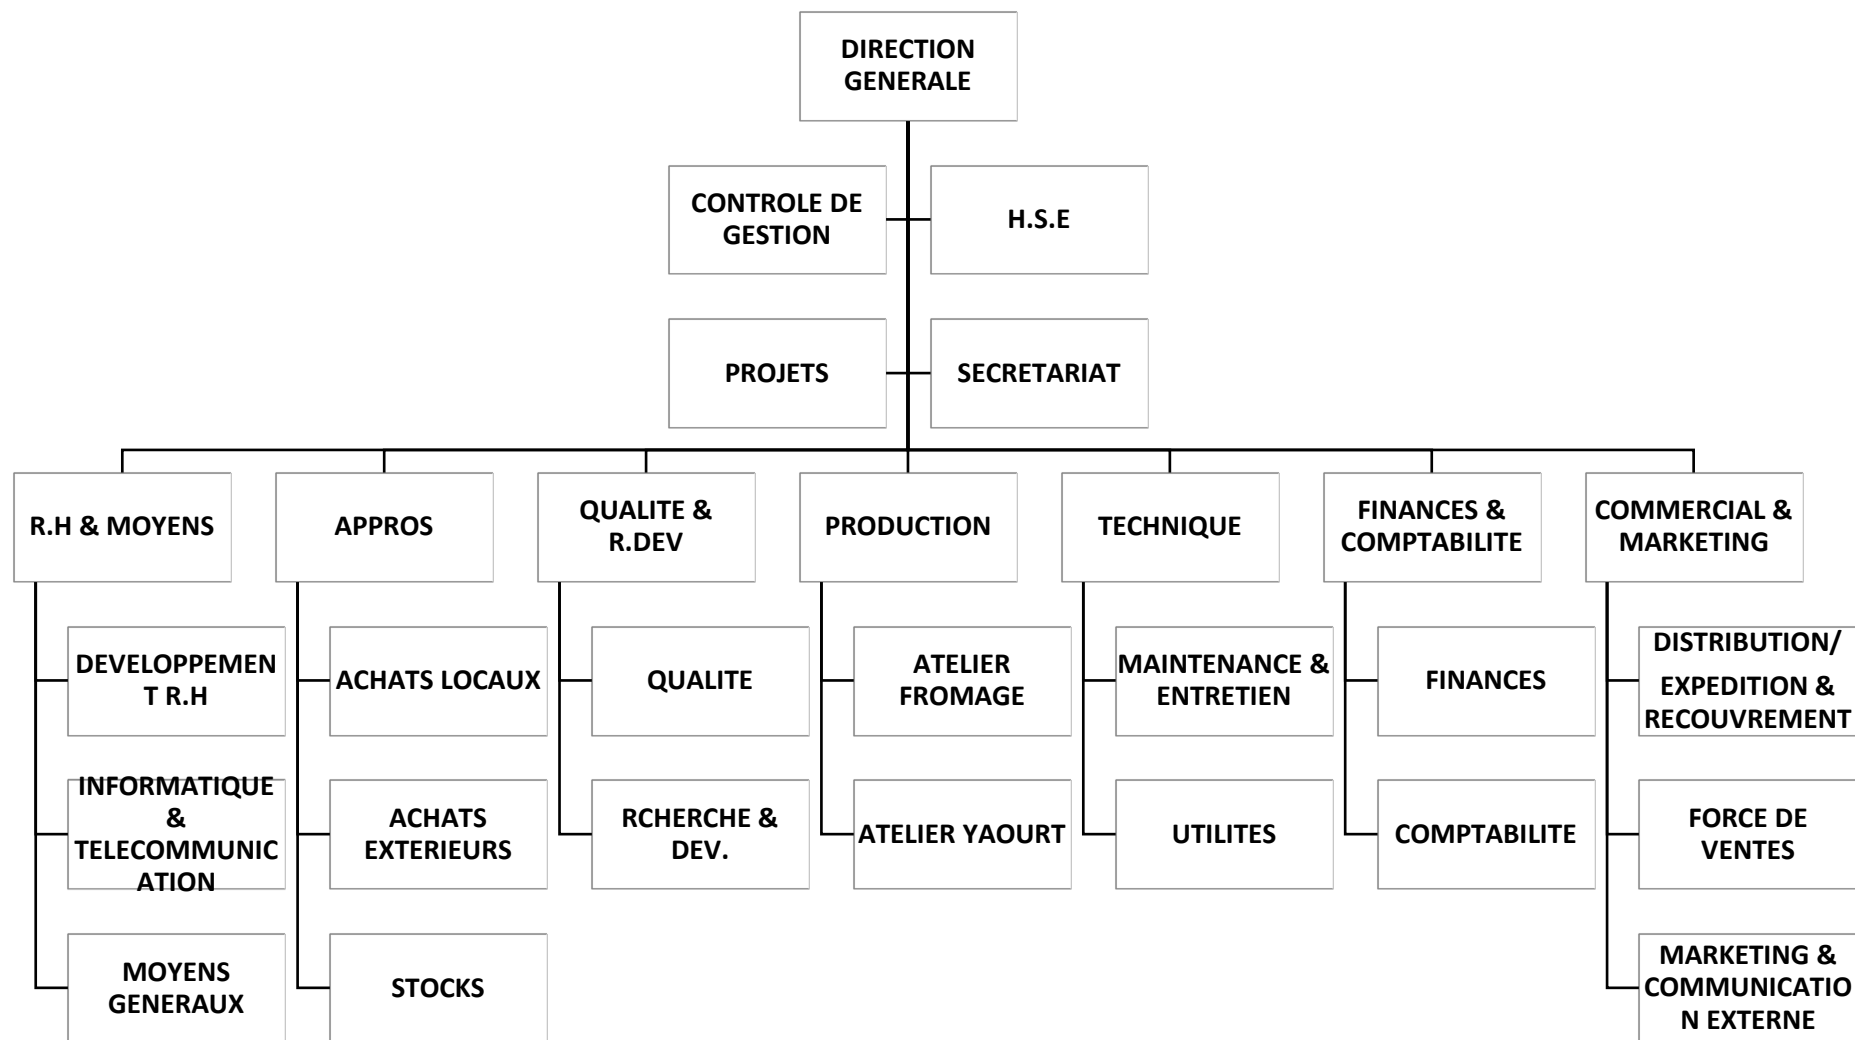 DIRECTION
GENERALE
CONTROLE DE
GESTION
H.S.E
PROJETS
SECRETARIAT
R.H & MOYENS
APPROS
QUALITE &
R.DEV
PRODUCTION
TECHNIQUE
FINANCES &
COMPTABILITE
COMMERCIAL &
MARKETING
DEVELOPPEMEN
T R.H
ACHATS LOCAUX
QUALITE
ATELIER
FROMAGE
MAINTENANCE &
ENTRETIEN
FINANCES
DISTRIBUTION/
EXPEDITION &
RECOUVREMENT
INFORMATIQUE
&
TELECOMMUNIC
ATION
ACHATS
EXTERIEURS
RCHERCHE &
DEV.
ATELIER YAOURT
UTILITES
COMPTABILITE
FORCE DE
VENTES
MOYENS
GENERAUX
STOCKS
MARKETING &
COMMUNICATIO
N EXTERNE